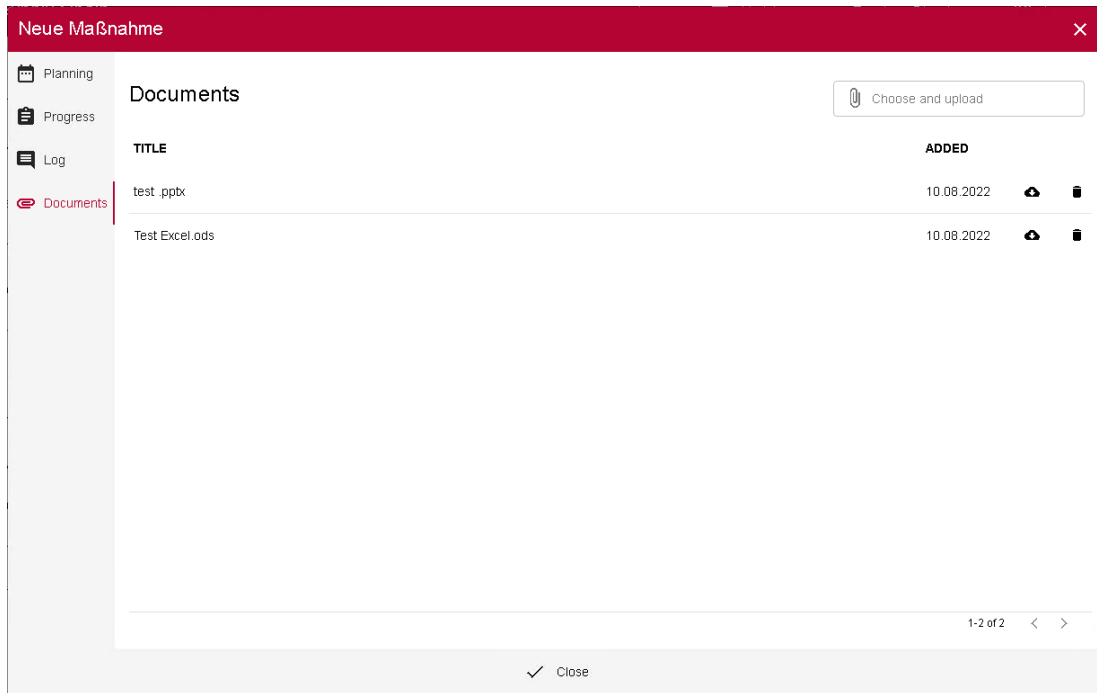 Neue Maßnahme
Planning
Progress
Log
Documents
Documents
Choose and upload
TITLE ADDED
test .pptx 10.08.2022
Test Excel.ods 10.08.2022
1-2 of 2
Close